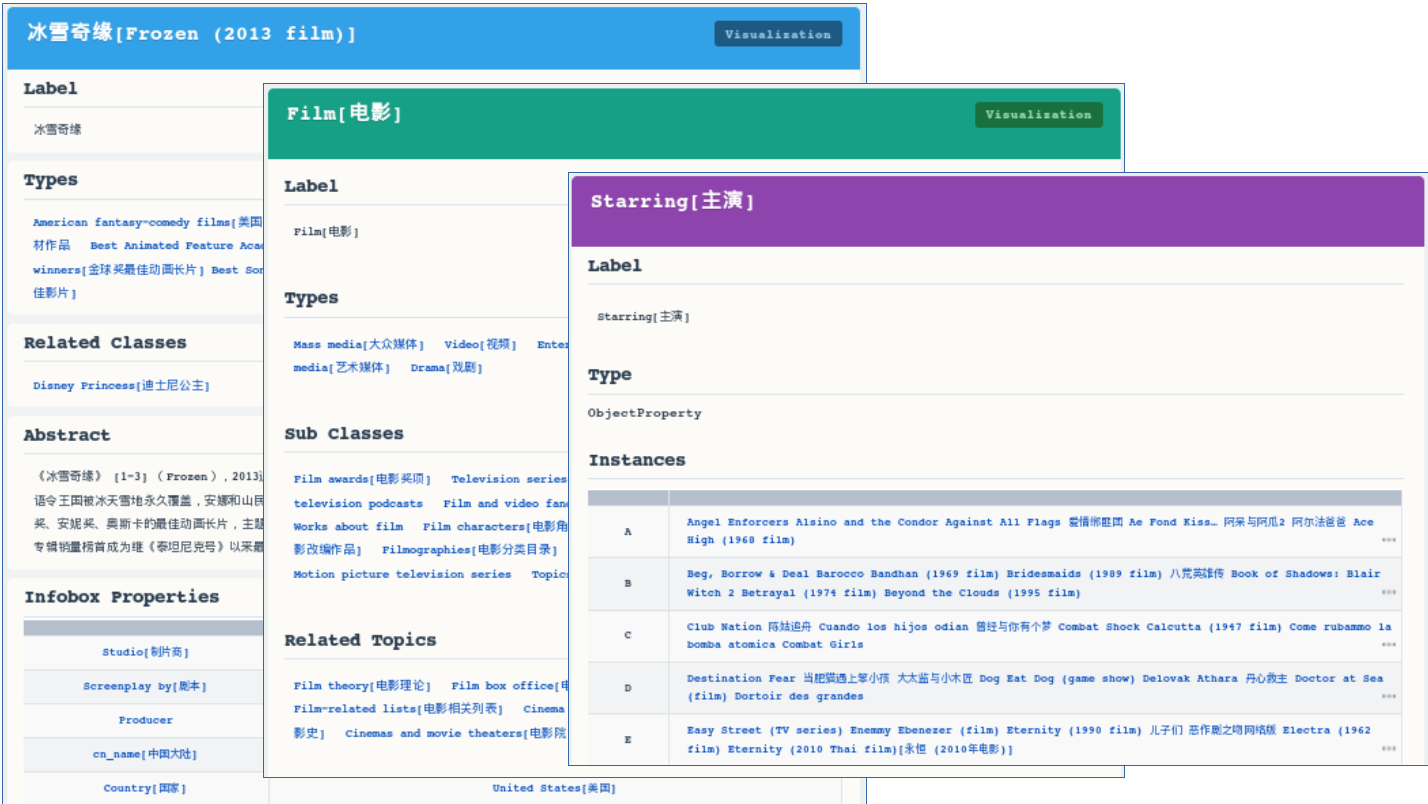 冰雪奇缘[Frozen (2013 film)]
Visualization
Label
冰雪奇缘
Types
American fantasy-comedy films[美国
材作品 Best Animated Feature Aca
winners[金球奖最佳动画长片] Best Son
佳影片]
Related Classes
Disney Princess[迪士尼公主]
Abstract
《冰雪奇缘》 [1-3] （Frozen），2013
语令王国被冰天雪地永久覆盖，安娜和山民
奖、安妮奖、奥斯卡的最佳动画长片，主题
专辑销量榜首成为继《泰坦尼克号》以来最
Infobox Properties
Studio[制片商]
Screenplay by[剧本]
Producer
cn_name[中国大陆]
Country[国家]
United States[美国]
Film[电影]
Visualization
Label
Film[电影]
Types
Mass media[大众媒体] Video[视频] Enter
media[艺术媒体] Drama[戏剧]
Sub Classes
Film awards[电影奖项] Television series
television podcasts Film and video fan
Works about film Film characters[电影角
影改编作品] Filmographies[电影分类目录]
Motion picture television series Topic
Related Topics
Film theory[电影理论] Film box office[电
Film-related lists[电影相关列表] Cinema
影史] Cinemas and movie theaters[电影院
Starring[主演]
Label
Starring[主演]
Type
ObjectProperty
Instances
A
Angel Enforcers Alsino and the Condor Against All Flags 爱情绑匪团 Ae Fond Kiss… 阿呆与阿瓜2 阿尔法爸爸 Ace
High (1968 film)
B
Beg, Borrow & Deal Barocco Bandhan (1969 film) Bridesmaids (1989 film) 八荒英雄传 Book of Shadows: Blair
Witch 2 Betrayal (1974 film) Beyond the Clouds (1995 film)
C
Club Nation 陈姑追舟 Cuando los hijos odian 曾经与你有个梦 Combat Shock Calcutta (1947 film) Come rubammo la
bomba atomica Combat Girls
D
Destination Fear 当肥猫遇上笨小孩 大太监与小木匠 Dog Eat Dog (game show) Delovak Athara 丹心救主 Doctor at Sea
(film) Dortoir des grandes
E
Easy Street (TV series) Enemmy Ebenezer (film) Eternity (1990 film) 儿子们 恶作剧之吻网络版 Electra (1962
film) Eternity (2010 Thai film)[永恒 (2010年电影)]